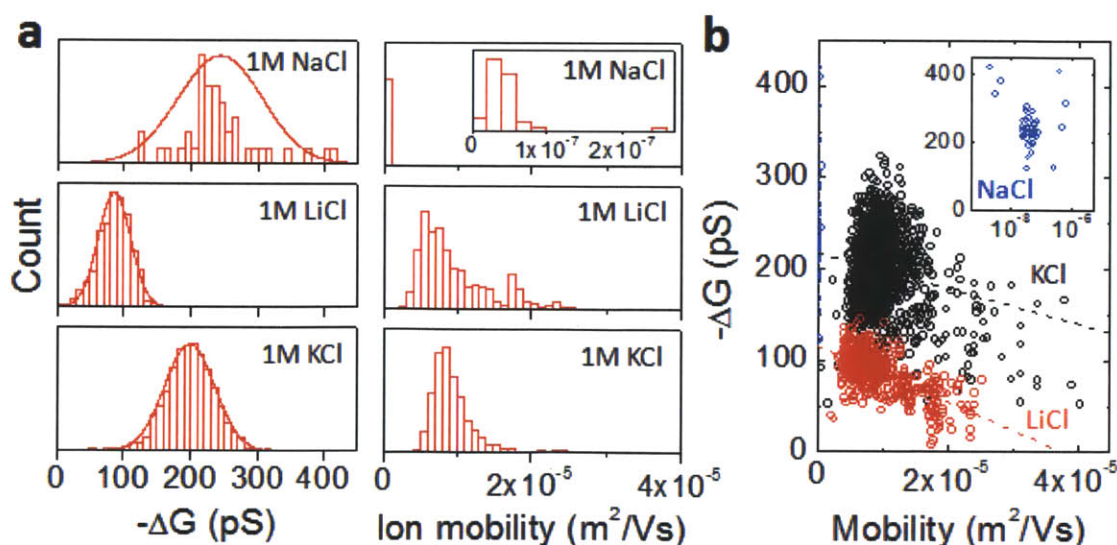 a
1M NaCl
1M LiCl
1M KCl
Count
0 100 200 300 400
-ΔG (pS)
1M NaCl
0 1x10⁻⁷ 2x10⁻⁷
1M LiCl
1M KCl
0 2x10⁻⁵ 4x10⁻⁵
Ion mobility (m²/Vs)
b
400
300
200
100
0
-ΔG (pS)
400
200
0
NaCl
10⁻⁸ 10⁻⁶
KCl
LiCl
0 2x10⁻⁵ 4x10⁻⁵
Mobility (m²/Vs)